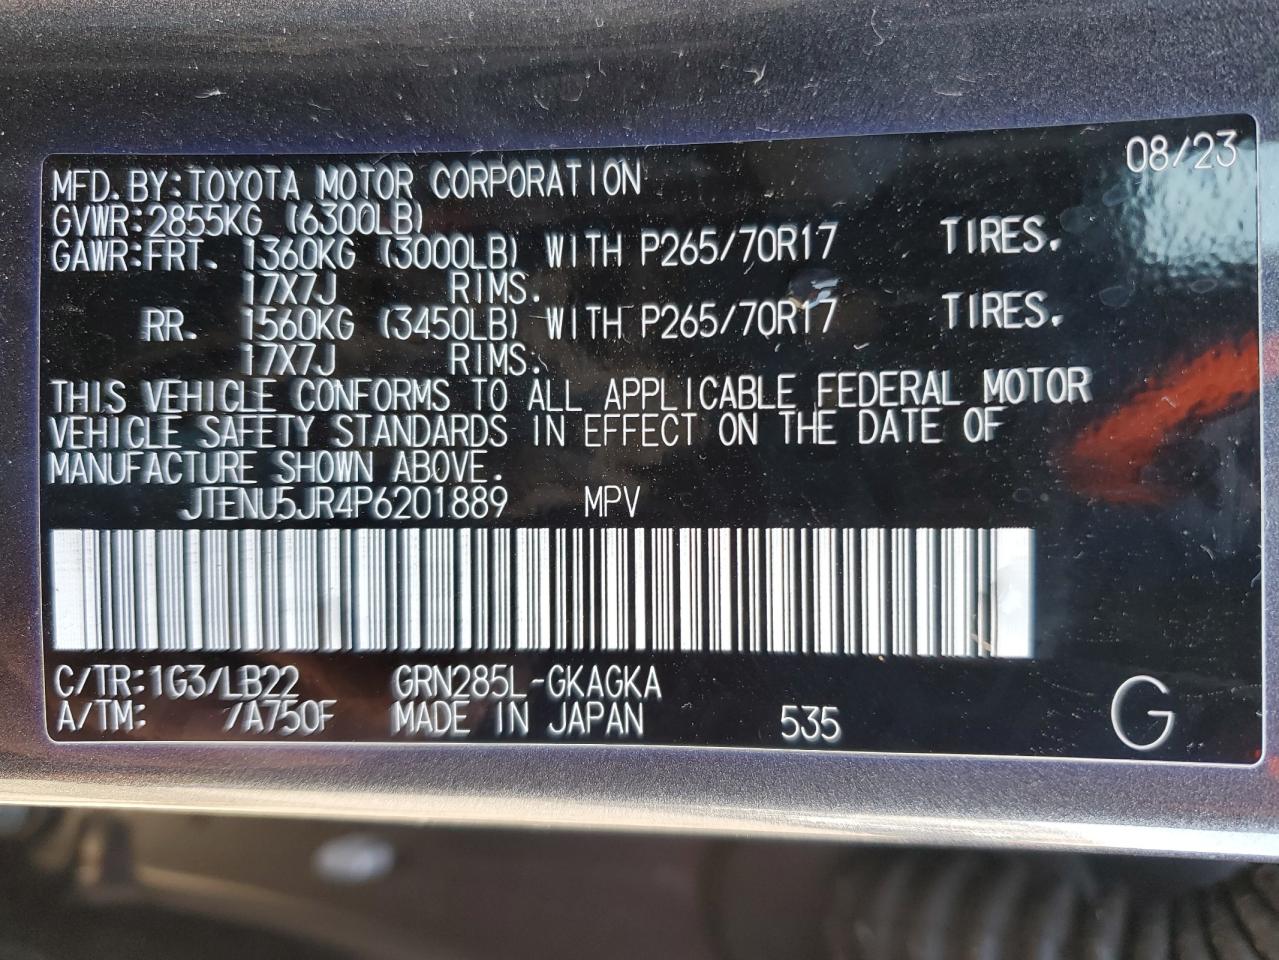 08/23
MFD.BY:TOYOTA MOTOR CORPORATION
GVWR:2855KG (6300LB)
GAWR:FRT. 1360KG (3000LB) WITH P265/70R17 TIRES.
17X7J RIMS.
RR. 1560KG (3450LB) WITH P265/70R17 TIRES.
17X7J RIMS.
THIS VEHICLE CONFORMS TO ALL APPLICABLE FEDERAL MOTOR
VEHICLE SAFETY STANDARDS IN EFFECT ON THE DATE OF
MANUFACTURE SHOWN ABOVE.
JTENU5JR4P6201889 MPV
C/TR:1G3/LB22 GRN285L-GKAGKA
A/TM: /A750F MADE IN JAPAN 535
G